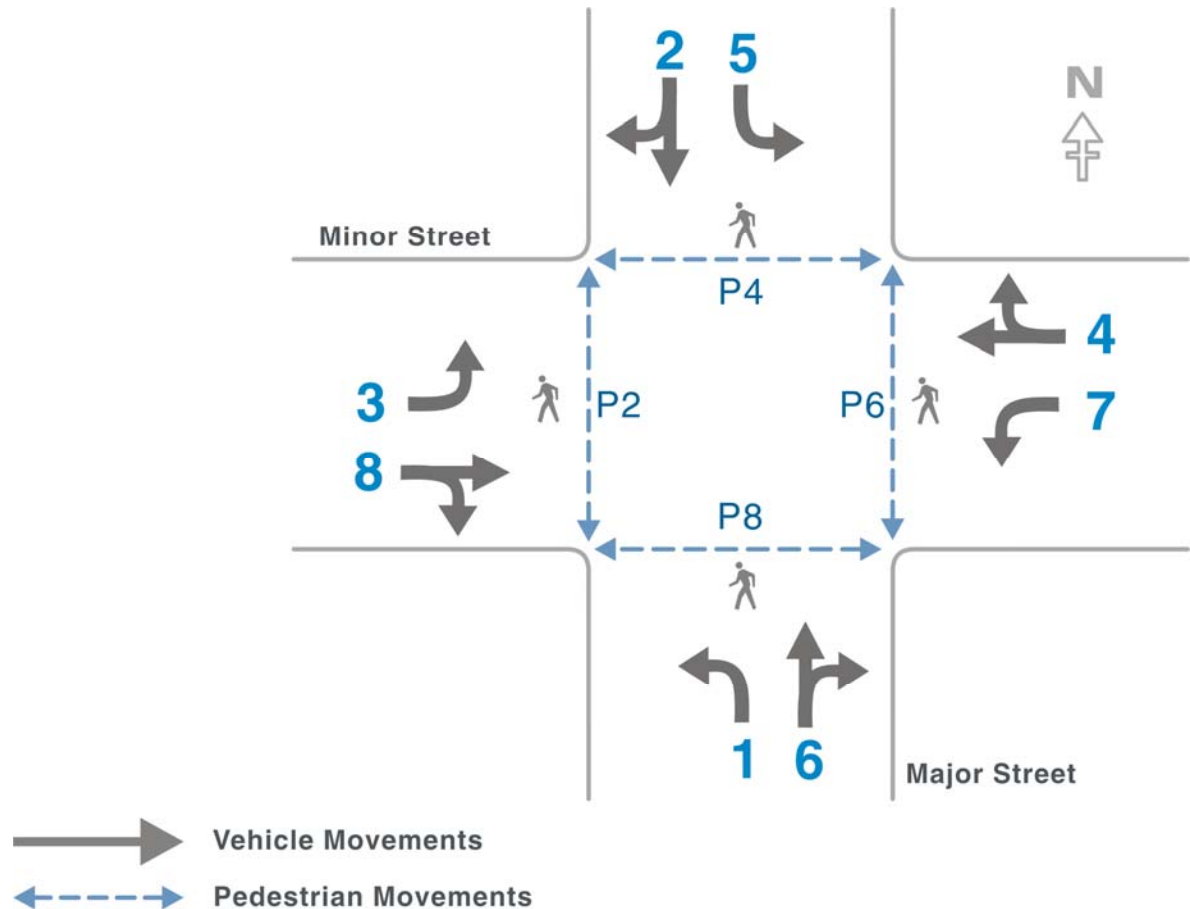 2 5
N
Minor Street
P4
4
3
P2
P6
7
8
P8
1 6
Major Street
Vehicle Movements
Pedestrian Movements